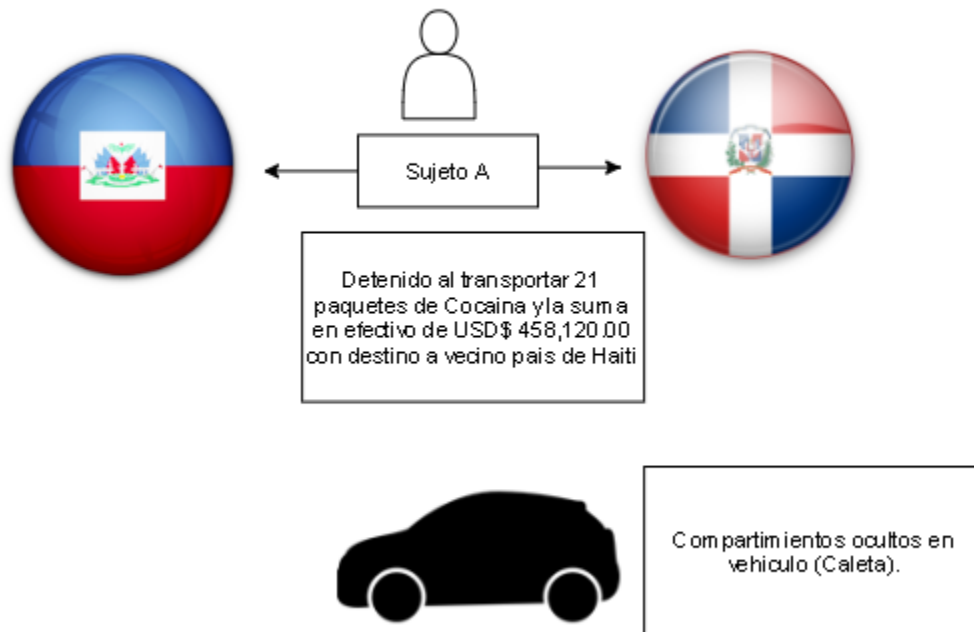 Sujeto A
Detenido al transportar 21
paquetes de Cocaina y la suma
en efectivo de USD$ 458,120.00
con destino a vecino pais de Haiti
Compartimientos ocultos en
vehiculo (Caleta).